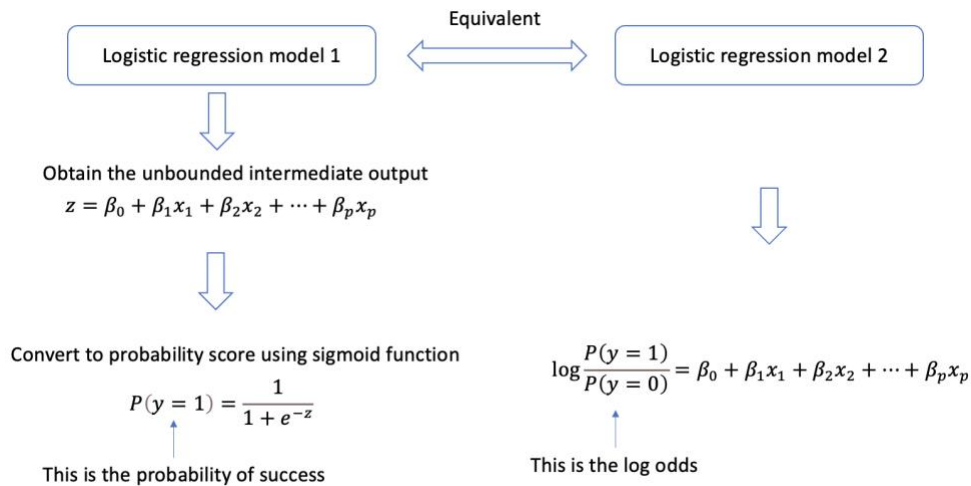 Equivalent
Logistic regression model 1
Logistic regression model 2
Obtain the unbounded intermediate output
z = β₀ + β₁x₁ + β₂x₂ + ⋯ + βₚxₚ
Convert to probability score using sigmoid function
P(y = 1) = 1 / (1 + e⁻ᶻ)
This is the probability of success
log P(y = 1) / P(y = 0) = β₀ + β₁x₁ + β₂x₂ + ⋯ + βₚxₚ
This is the log odds